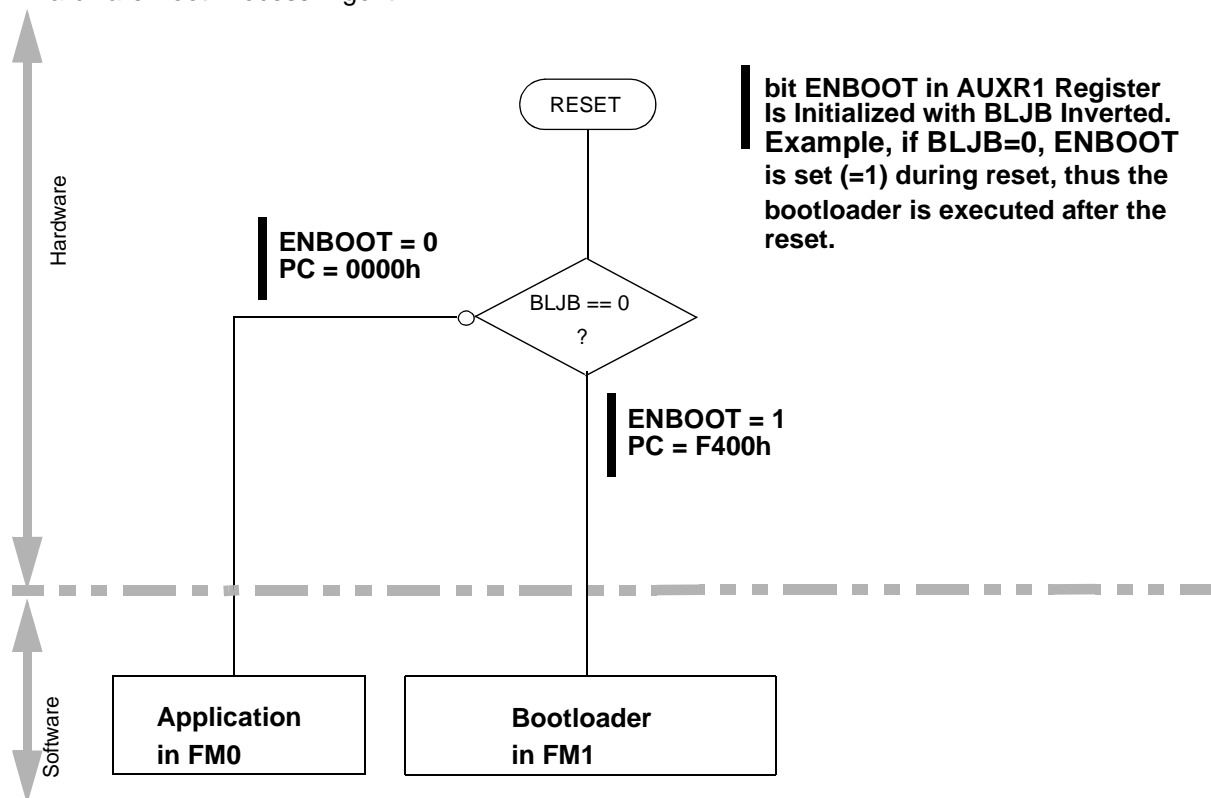 RESET
bit ENBOOT in AUXR1 Register
Is Initialized with BLJB Inverted.
Example, if BLJB=0, ENBOOT
is set (=1) during reset, thus the
bootloader is executed after the
reset.
Hardware
ENBOOT = 0
PC = 0000h
BLJB == 0
?
ENBOOT = 1
PC = F400h
Software
Application
in FM0
Bootloader
in FM1